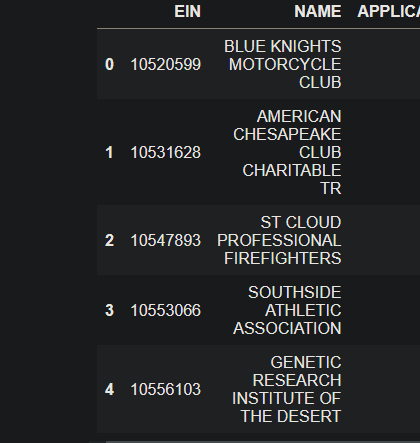 EIN NAME APPLICA
BLUE KNIGHTS
0 10520599 MOTORCYCLE
CLUB
AMERICAN
CHESAPEAKE
1 10531628 CLUB
CHARITABLE
TR
ST CLOUD
2 10547893 PROFESSIONAL
FIREFIGHTERS
SOUTHSIDE
3 10553066 ATHLETIC
ASSOCIATION
GENETIC
RESEARCH
4 10556103 INSTITUTE OF
THE DESERT